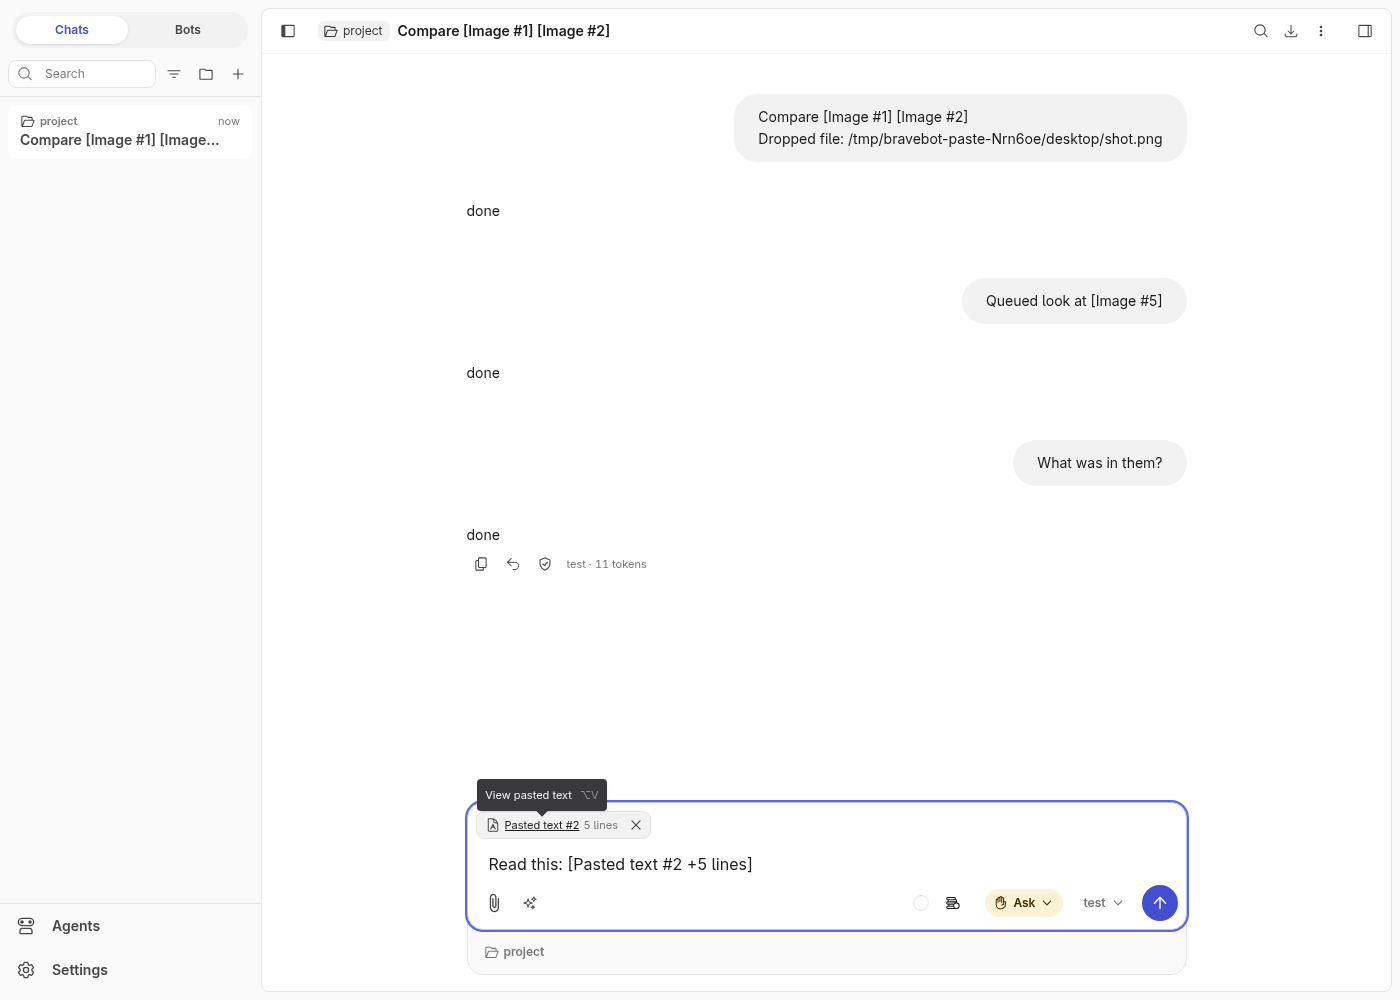 Chats
Bots
Search
project
now
Compare [Image #1] [Image...
Agents
Settings
project
Compare [Image #1] [Image #2]
Compare [Image #1] [Image #2]
Dropped file: /tmp/bravebot-paste-Nrn6oe/desktop/shot.png
done
Queued look at [Image #5]
done
What was in them?
done
test · 11 tokens
View pasted text ⌥V
Pasted text #2 5 lines
Read this: [Pasted text #2 +5 lines]
Ask
test
project